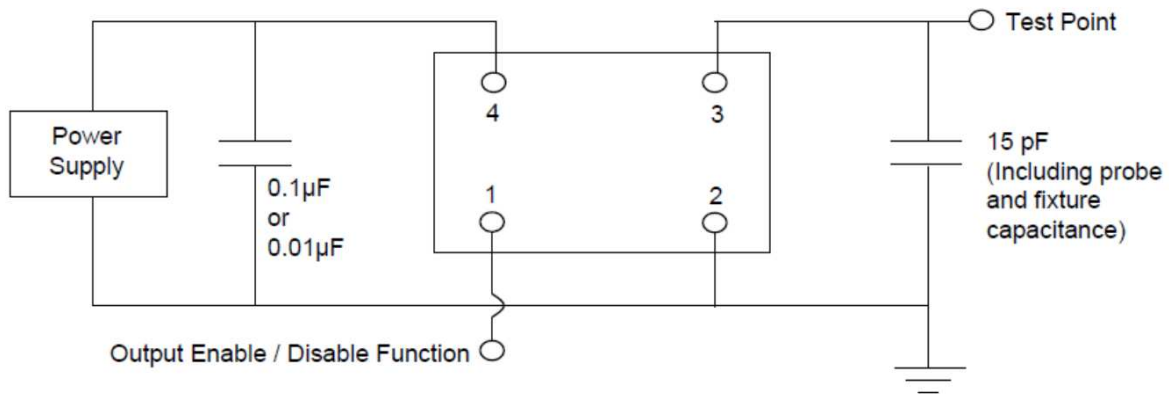 Test Point
Power
Supply
4
3
0.1µF
or
0.01µF
1
2
15 pF
(Including probe
and fixture
capacitance)
Output Enable / Disable Function